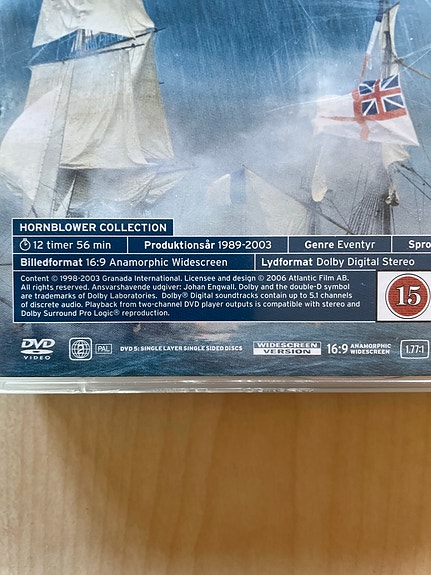 HORNBLOWER COLLECTION
12 timer 56 min
Produktionsår 1989-2003
Genre Eventyr
Spro
Billedformat 16:9 Anamorphic Widescreen
Lydformat Dolby Digital Stereo
Content © 1998-2003 Granada International. Licensee and design © 2006 Atlantic Film AB.
All rights reserved. Ansvarshavende udgiver: Johan Engwall. Dolby and the double-D symbol
are trademarks of Dolby Laboratories. Dolby® Digital soundtracks contain up to 5.1 channels
of discrete audio. Playback from two-channel DVD player outputs is compatible with stereo and
Dolby Surround Pro Logic® reproduction.
15
DVD
VIDEO
PAL
DVD 5: SINGLE LAYER SINGLE SIDED DISCS
WIDESCREEN
VERSION
16:9 ANAMORPHIC
WIDESCREEN
1.77:1